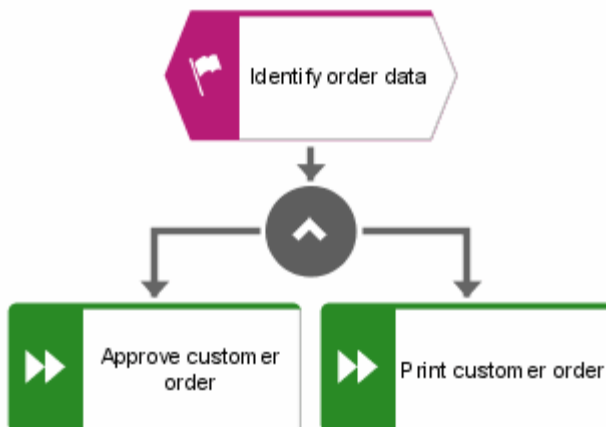 Identify order data
Approve customer
order
Print customer order